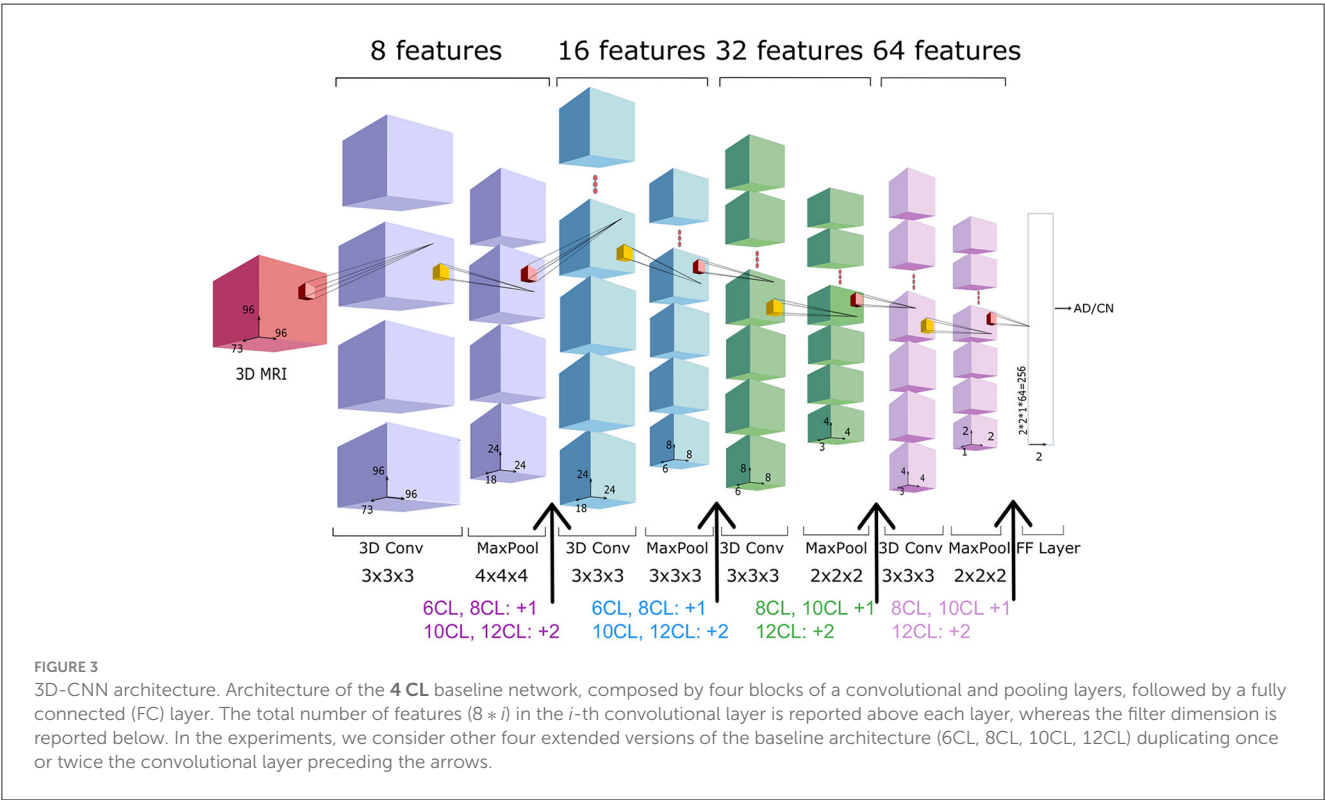 8 features 16 features 32 features 64 features
96
96
73
3D MRI
96
96
73
24
24
18
24
24
18
8
8
6
8
8
6
4
4
3
4
4
3
2
2
1
2*2*1*64=256
2
AD/CN
3D Conv MaxPool 3D Conv MaxPool 3D Conv MaxPool 3D Conv MaxPool FF Layer
3x3x3 4x4x4 3x3x3 3x3x3 3x3x3 2x2x2 3x3x3 2x2x2
6CL, 8CL: +1 6CL, 8CL: +1 8CL, 10CL +1 8CL, 10CL +1
10CL, 12CL: +2 10CL, 12CL: +2 12CL: +2 12CL: +2
FIGURE 3
3D-CNN architecture. Architecture of the 4 CL baseline network, composed by four blocks of a convolutional and pooling layers, followed by a fully
connected (FC) layer. The total number of features (8 * i) in the i-th convolutional layer is reported above each layer, whereas the filter dimension is
reported below. In the experiments, we consider other four extended versions of the baseline architecture (6CL, 8CL, 10CL, 12CL) duplicating once
or twice the convolutional layer preceding the arrows.